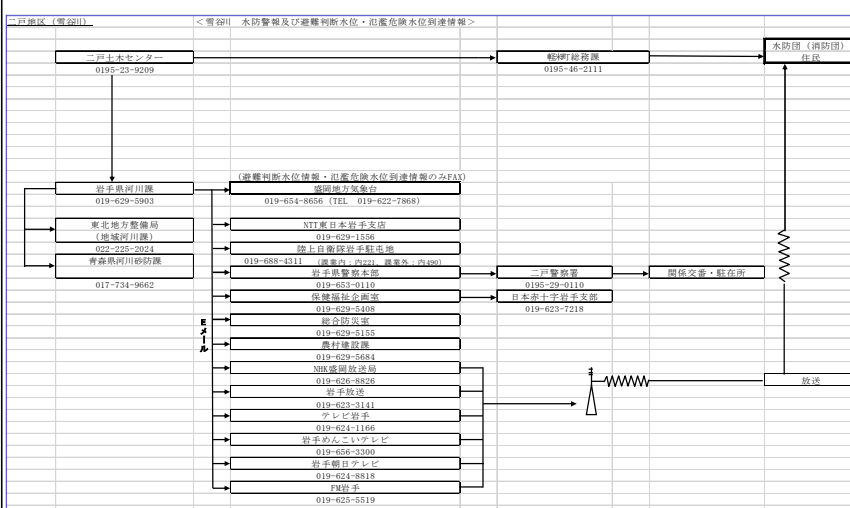 二戸地区（雪谷川）
＜雪谷川　水防警報及び避難判断水位・氾濫危険水位到達情報＞
水防団（消防団）
住民
二戸土木センター
0195-23-9209
軽米町総務課
0195-46-2111
(避難判断水位情報・氾濫危険水位到達情報のみFAX)
岩手県河川課
019-629-5903
盛岡地方気象台
019-654-8656（TEL　019-622-7868）
東北地方整備局
（地域河川課）
022-225-2024
青森県河川砂防課
017-734-9662
NTT東日本岩手支店
019-629-1556
陸上自衛隊岩手駐屯地
019-688-4311　（課業内：内221，課業外：内490）
岩手県警察本部
019-653-0110
二戸警察署
0195-29-0110
関係交番・駐在所
保健福祉企画室
019-629-5408
日本赤十字岩手支部
019-623-7218
Eメール
総合防災室
019-629-5155
農村建設課
019-629-5684
NHK盛岡放送局
019-626-8826
放送
岩手放送
019-623-3141
テレビ岩手
019-624-1166
岩手めんこいテレビ
019-656-3300
岩手朝日テレビ
019-624-8818
FM岩手
019-625-5519